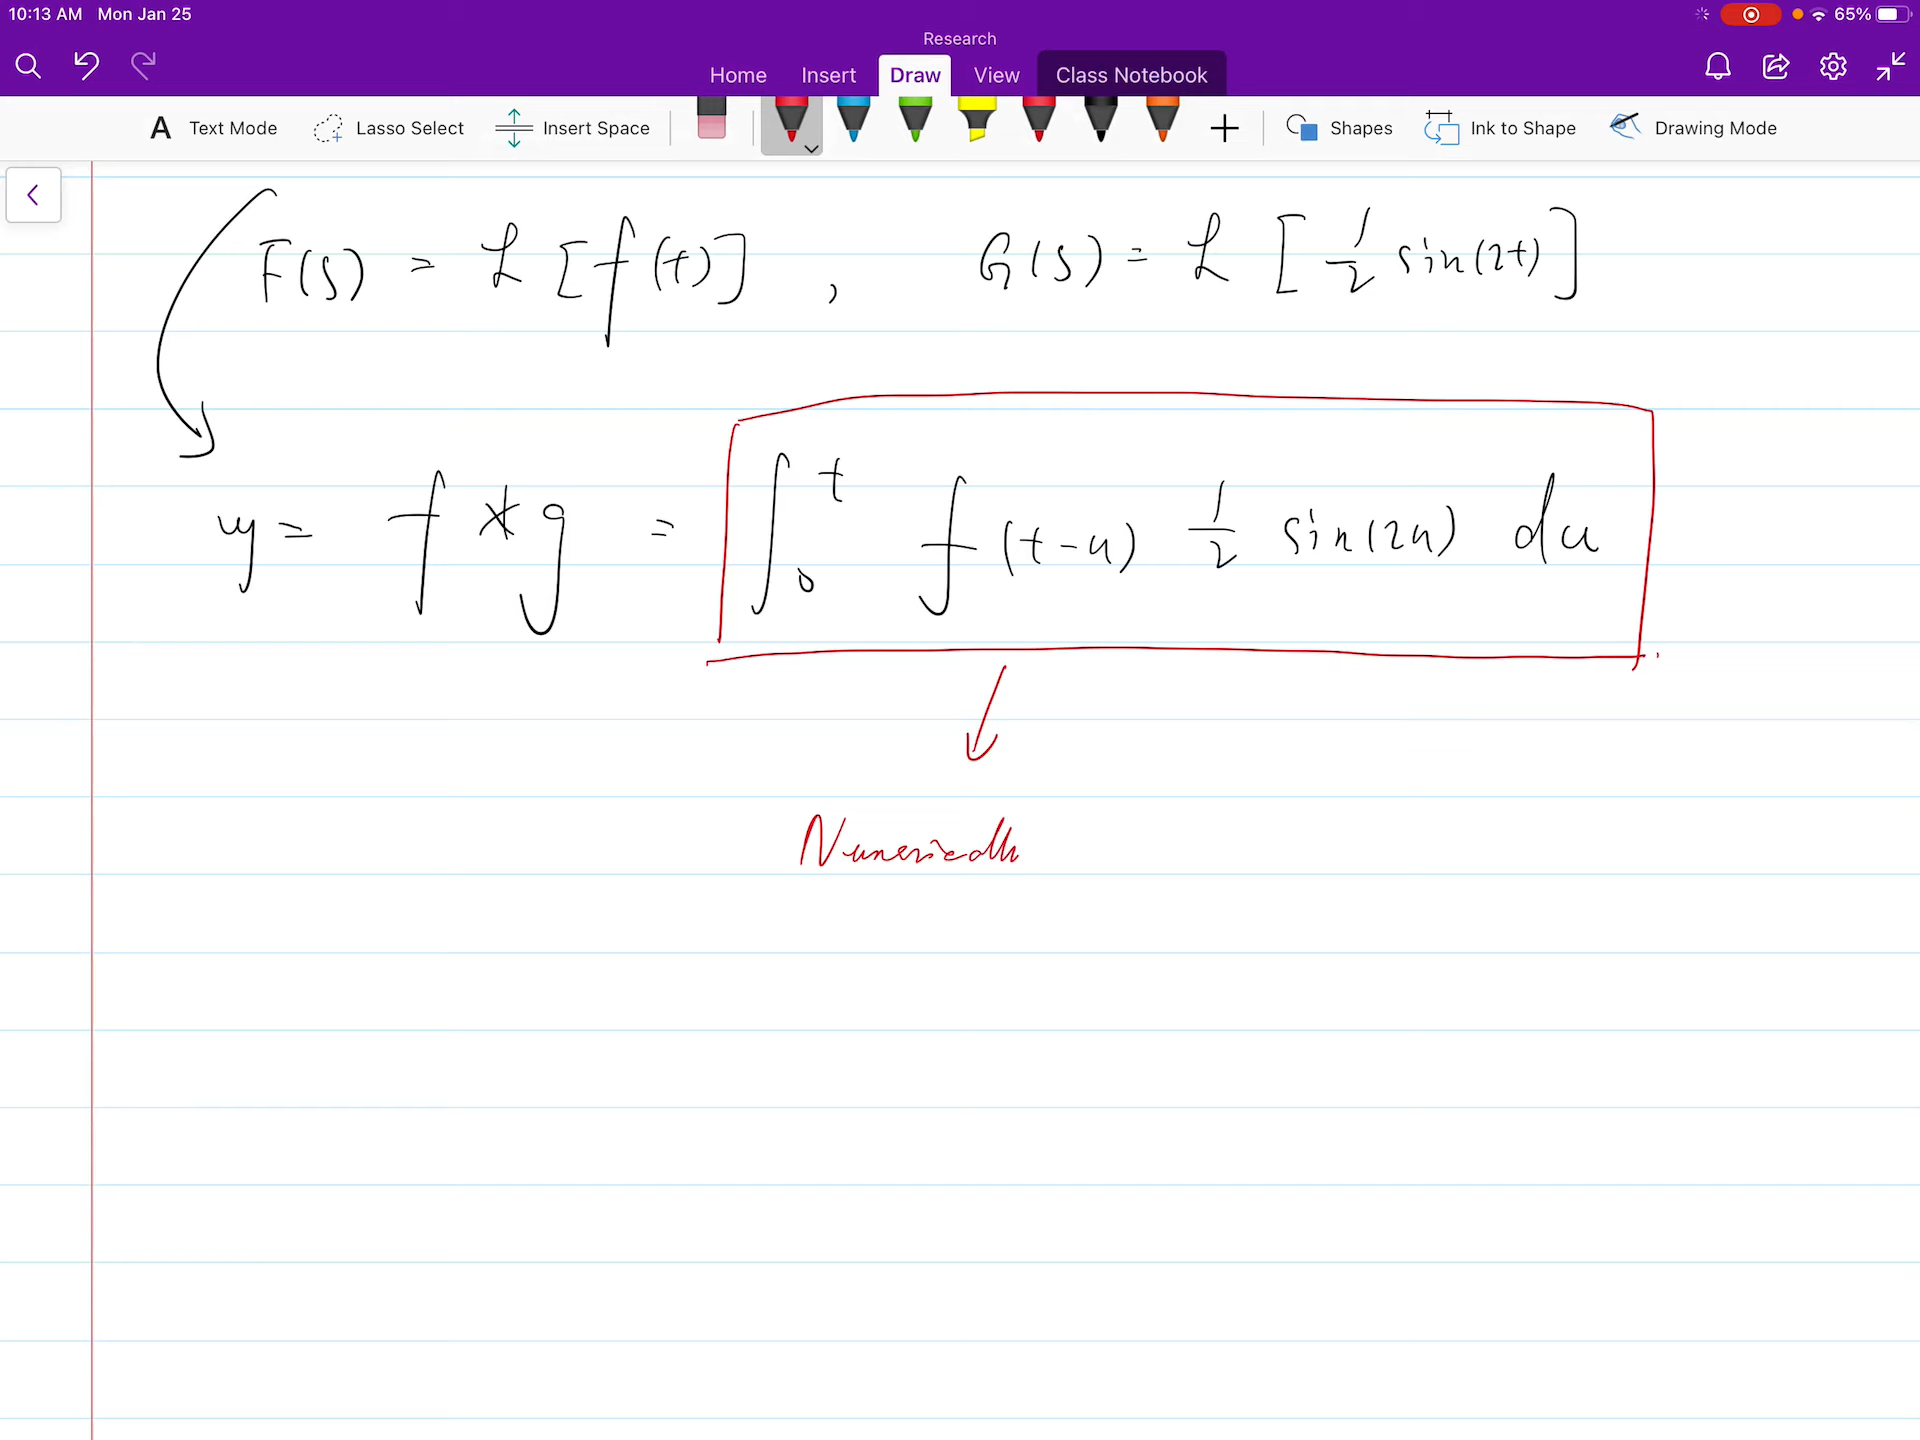 10:13 AM Mon Jan 25 65%
Research
Home Insert Draw View Class Notebook
A Text Mode Lasso Select Insert Space Shapes Ink to Shape Drawing Mode
F(s) = ℒ [f(t)] , G(s) = ℒ [ 1/2 sin(2t) ]
y = f * g = ∫₀ᵗ f(t-u) 1/2 sin(2u) du